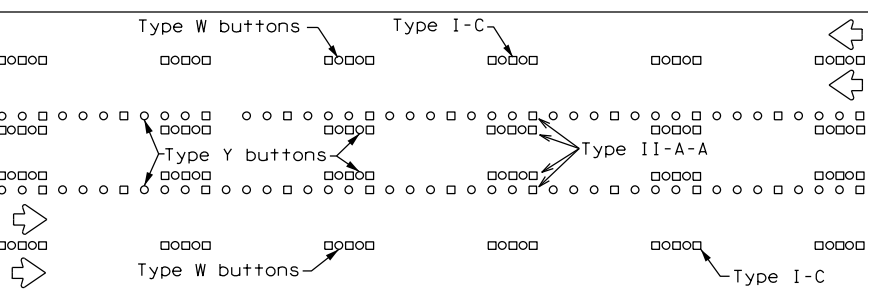 Type W buttons
Type I-C
Type Y buttons
Type II-A-A
Type W buttons
Type I-C